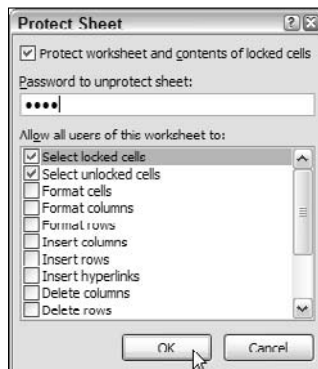 Protect Sheet
Protect worksheet and contents of locked cells
Password to unprotect sheet:
••••
Allow all users of this worksheet to:
Select locked cells
Select unlocked cells
Format cells
Format columns
Format rows
Insert columns
Insert rows
Insert hyperlinks
Delete columns
Delete rows
OK
Cancel